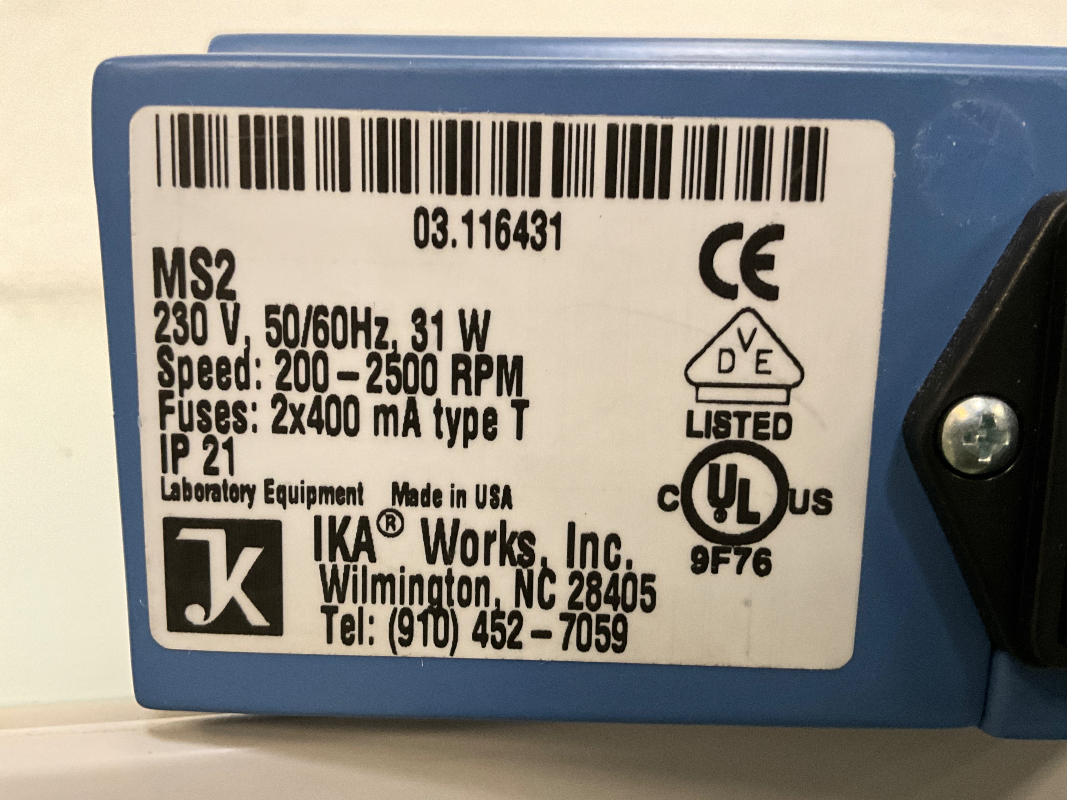 03.116431
MS2
230 V, 50/60Hz, 31 W
Speed: 200 – 2500 RPM
Fuses: 2x400 mA type T
IP 21
Laboratory Equipment Made in USA
IKA® Works, Inc.
Wilmington, NC 28405
Tel: (910) 452 – 7059
CE
V
D E
LISTED
C UL US
9F76